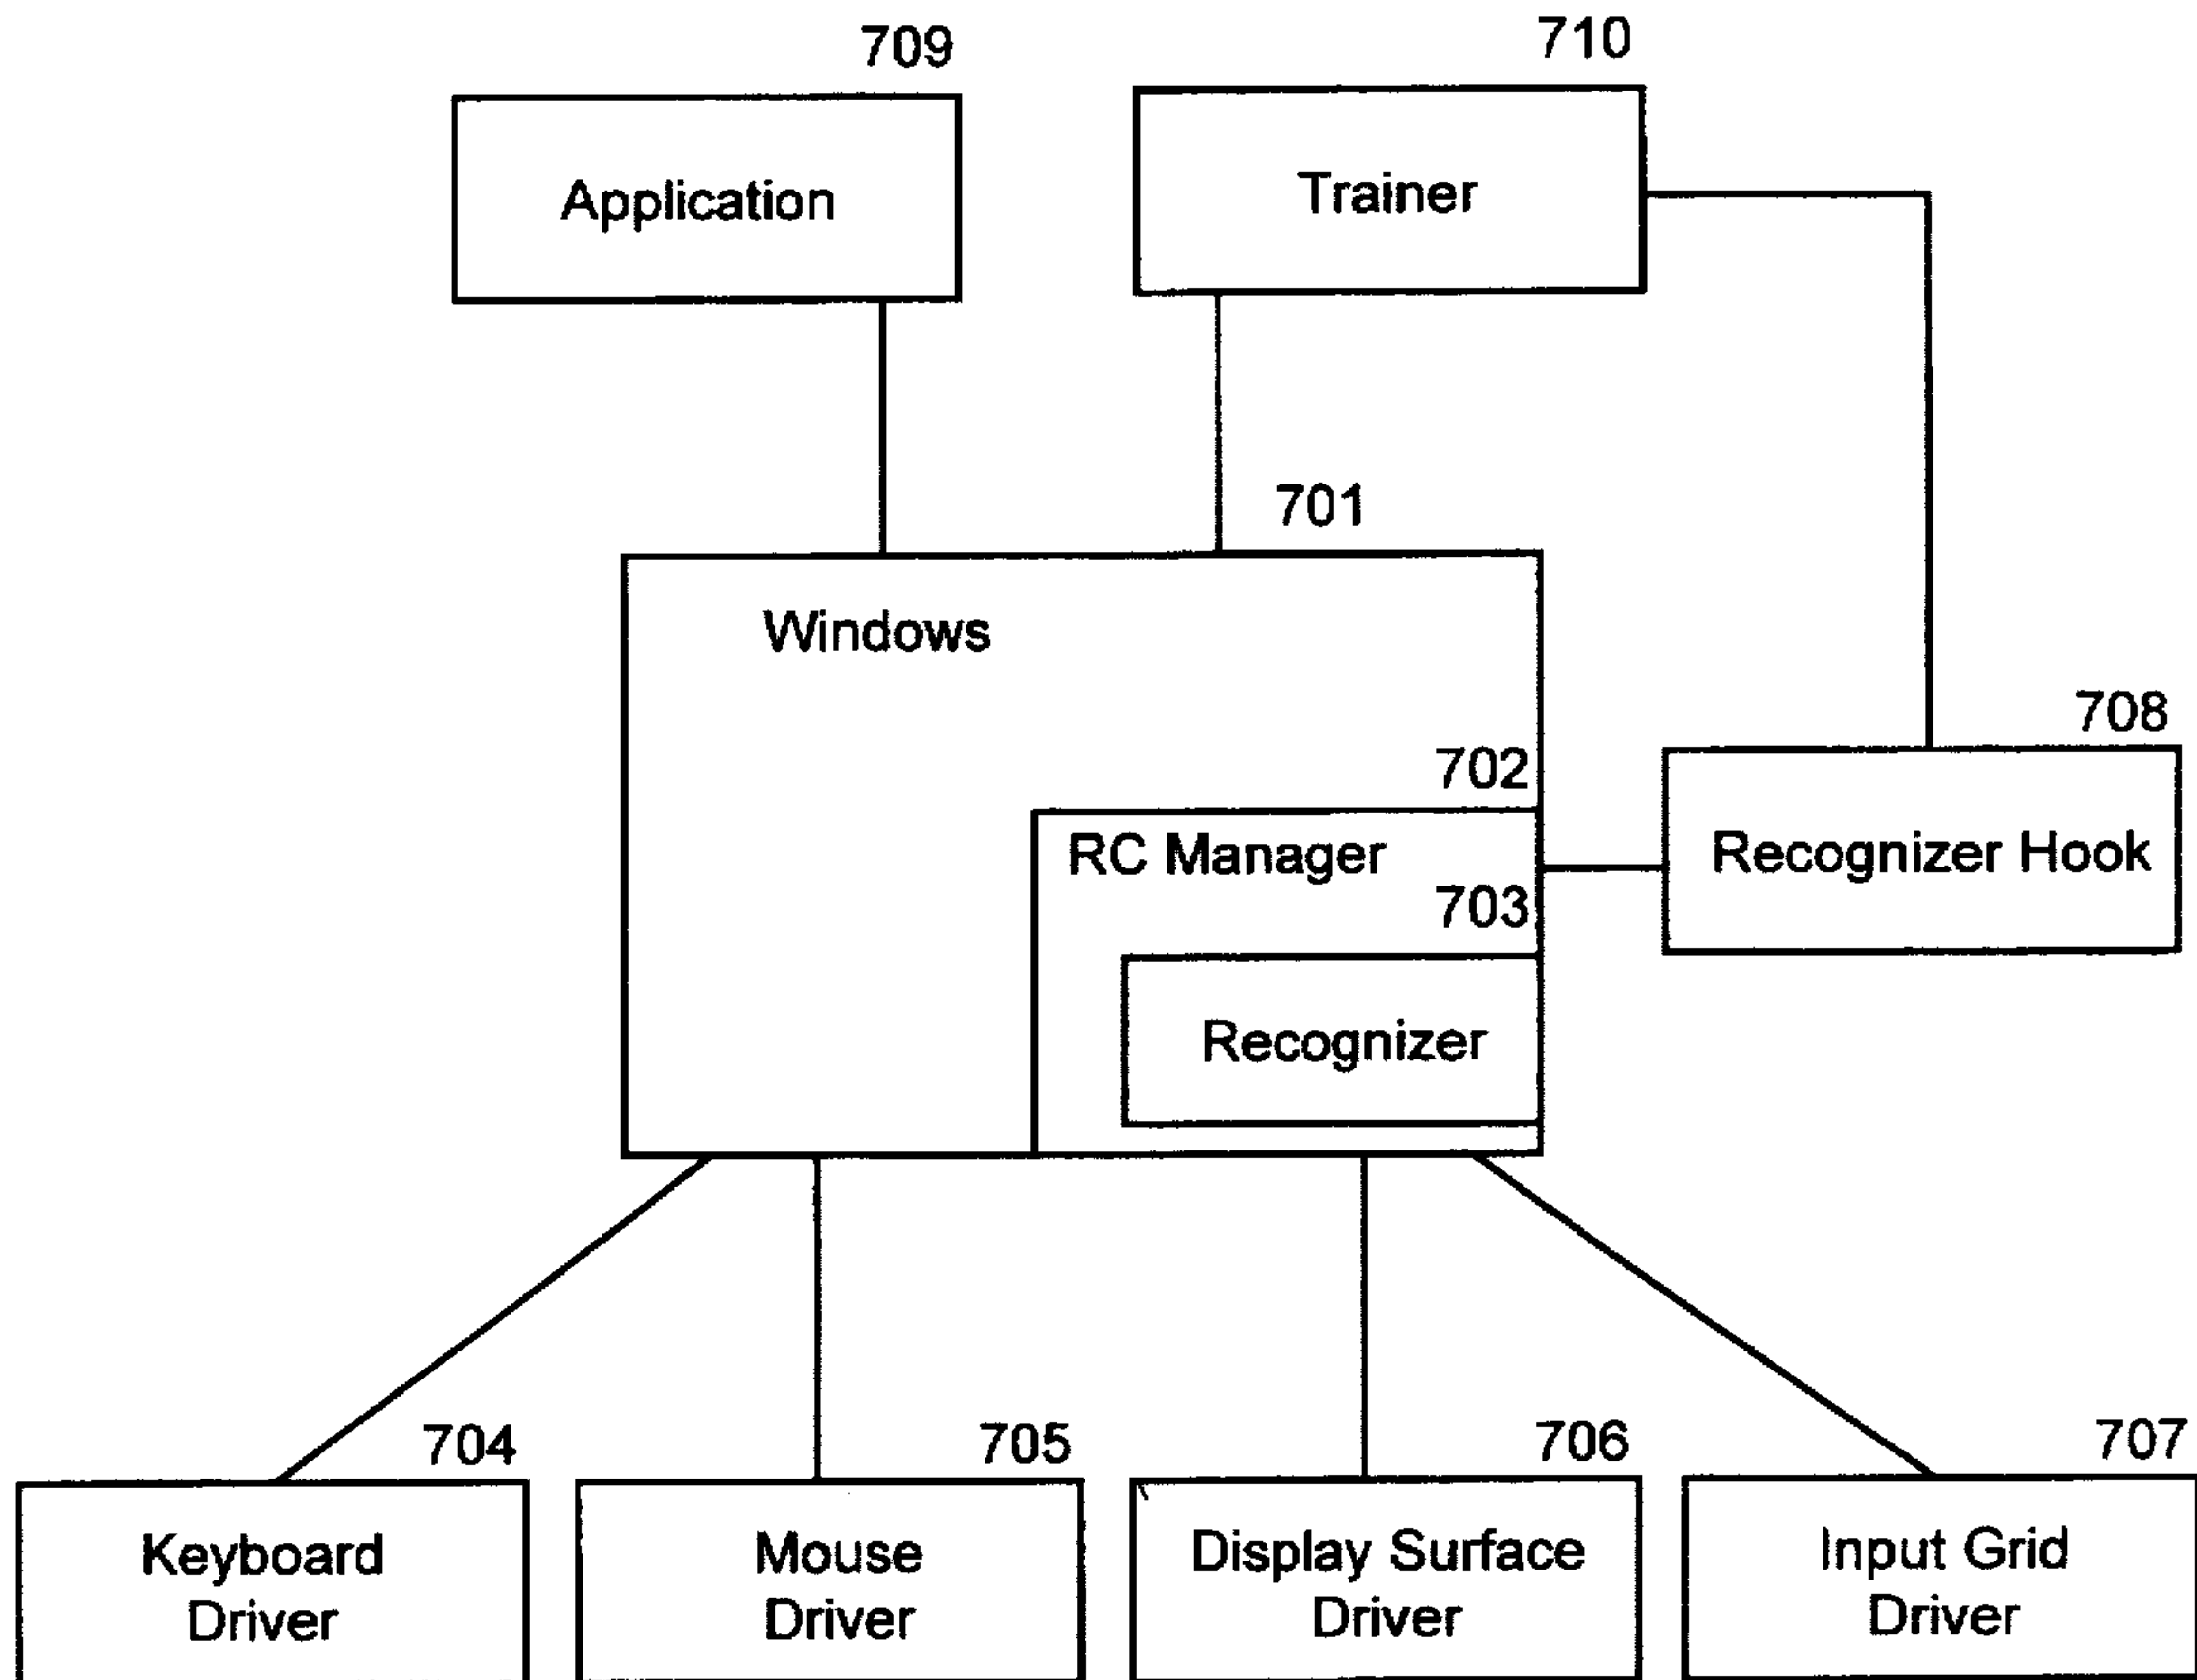 709
710
Application
Trainer
701
Windows
708
702
RC Manager
Recognizer Hook
703
Recognizer
704
705
706
707
Keyboard
Driver
Mouse
Driver
Display Surface
Driver
Input Grid
Driver